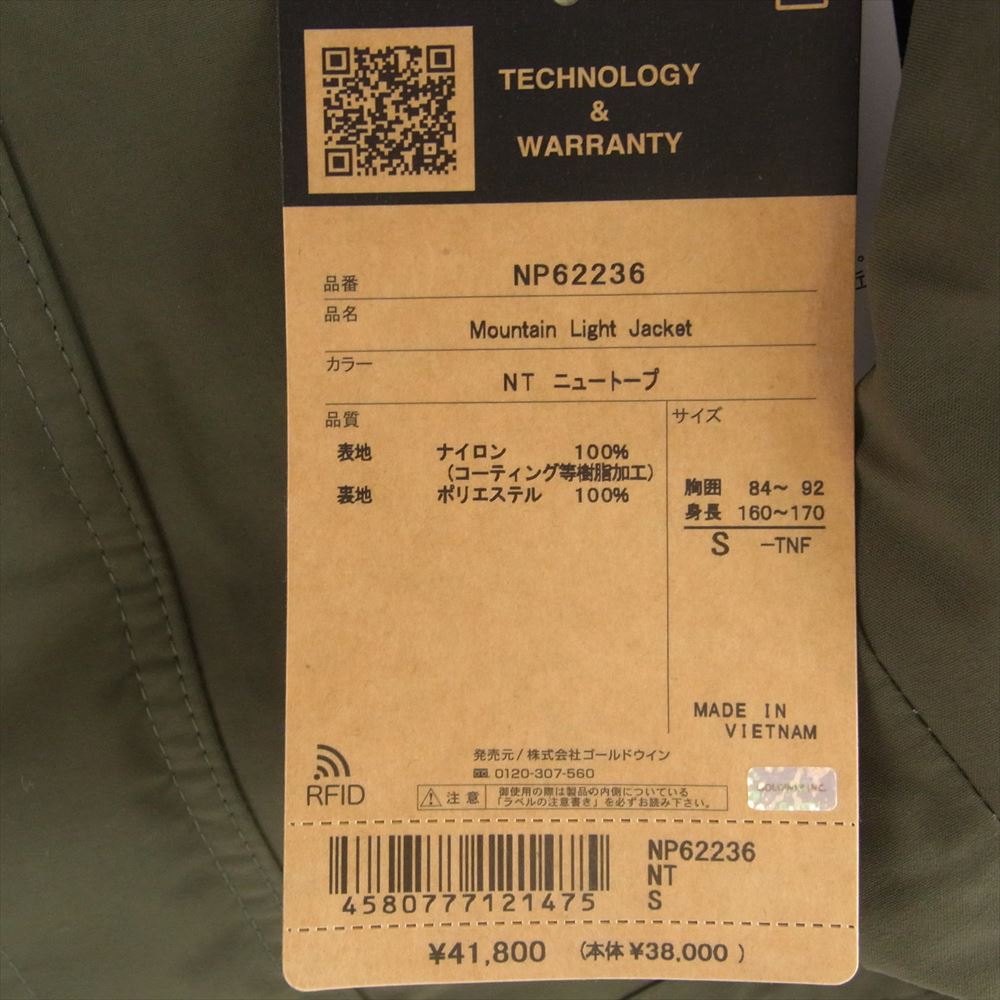 TECHNOLOGY
&
WARRANTY
品番 NP62236
品名
Mountain Light Jacket
カラー
NT ニュートープ
品質
表地 ナイロン 100%
(コーティング等樹脂加工)
裏地 ポリエステル 100%
サイズ
胸囲 84～ 92
身長 160～170
S -TNF
MADE IN
VIETNAM
発売元/株式会社ゴールドウイン
0120-307-560
RFID
注意 御使用の際は製品の内側についている
「ラベルの注意書き」を必ずお読み下さい。
GOLDWIN INC.
4580777121475
NP62236
NT
S
¥41,800 (本体 ¥38,000 )